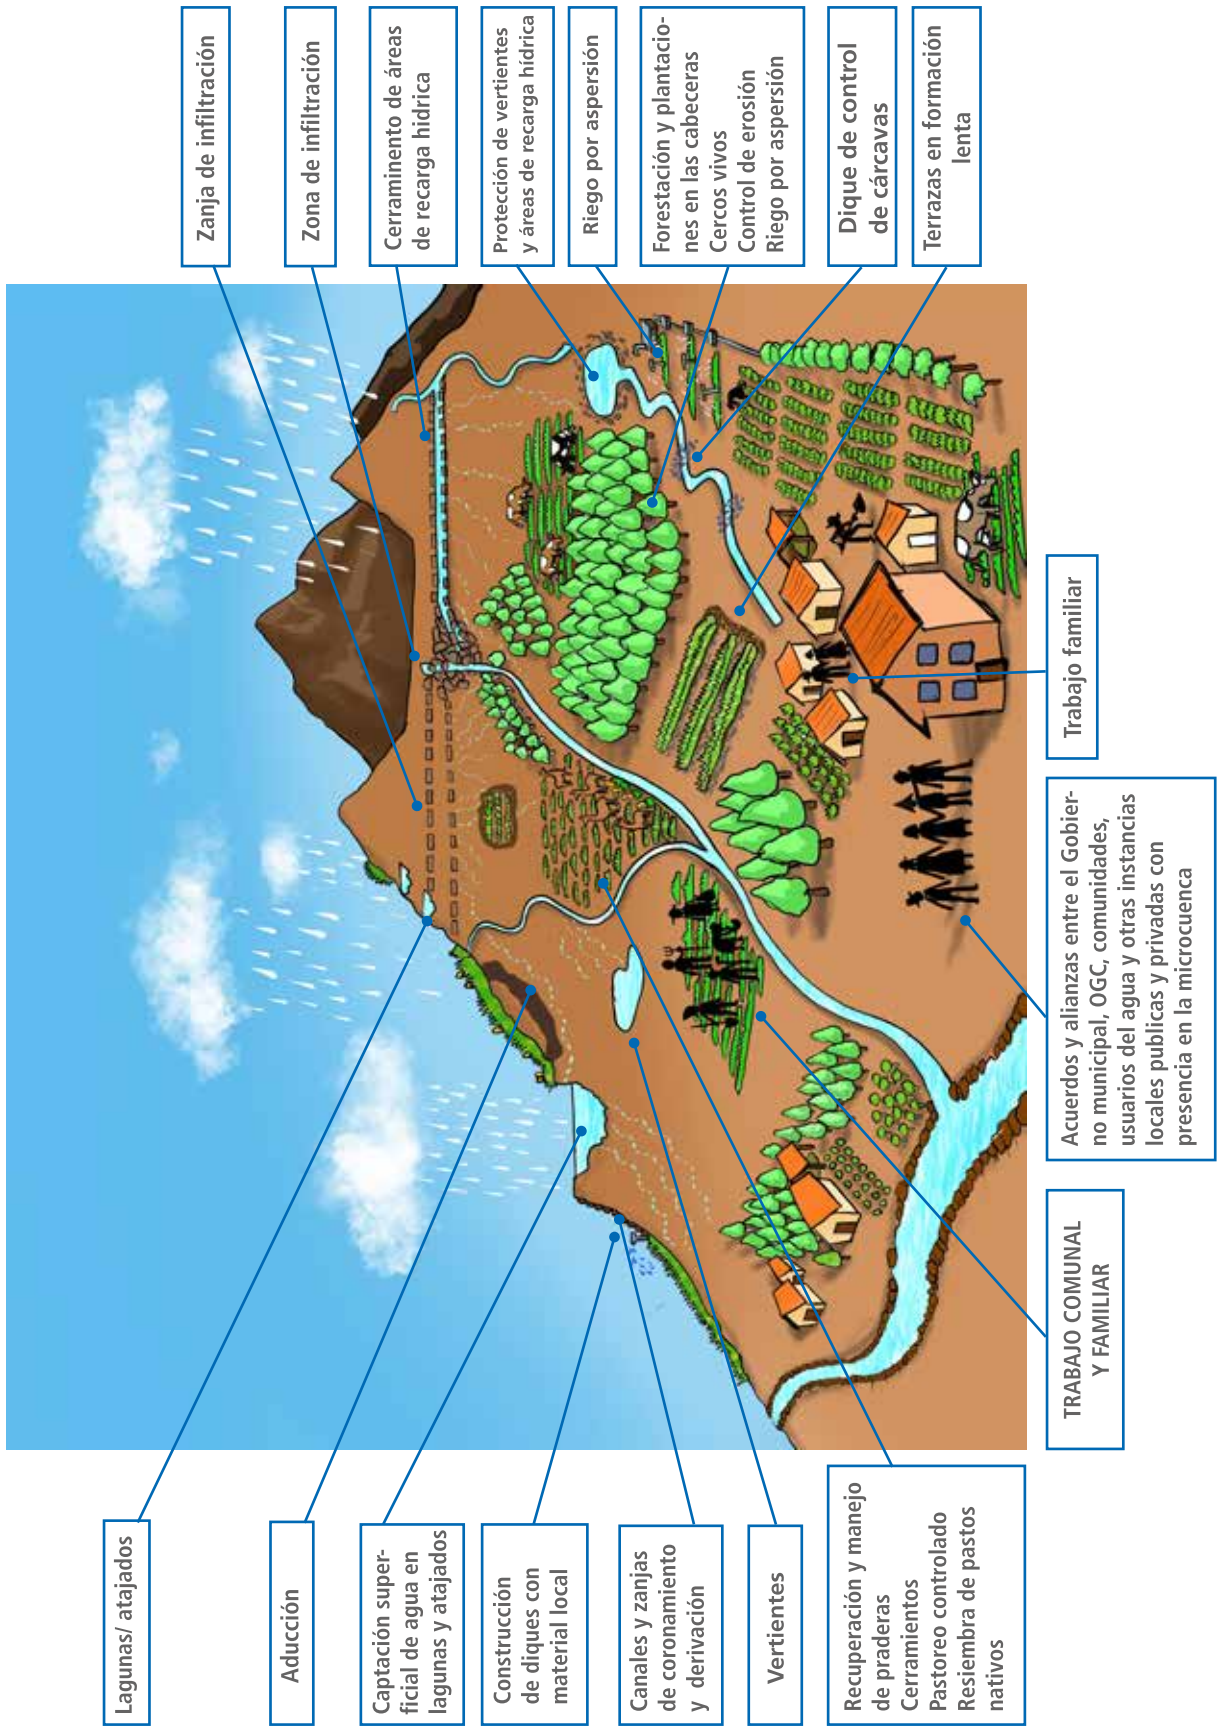 Lagunas/ atajados
Aducción
Captación super-
ficial de agua en
lagunas y atajados
Construcción
de diques con
material local
Canales y zanjas
de coronamiento
y derivación
Vertientes
Recuperación y manejo
de praderas
Cerramientos
Pastoreo controlado
Resiembra de pastos
nativos
TRABAJO COMUNAL
Y FAMILIAR
Acuerdos y alianzas entre el Gobier-
no municipal, OGC, comunidades,
usuarios del agua y otras instancias
locales publicas y privadas con
presencia en la microcuenca
Trabajo familiar
Zanja de infiltración
Zona de infiltración
Cerramiento de áreas
de recarga hidrica
Protección de vertientes
y áreas de recarga hídrica
Riego por aspersión
Forestación y plantacio-
nes en las cabeceras
Cercos vivos
Control de erosión
Riego por aspersión
Dique de control
de cárcavas
Terrazas en formación
lenta